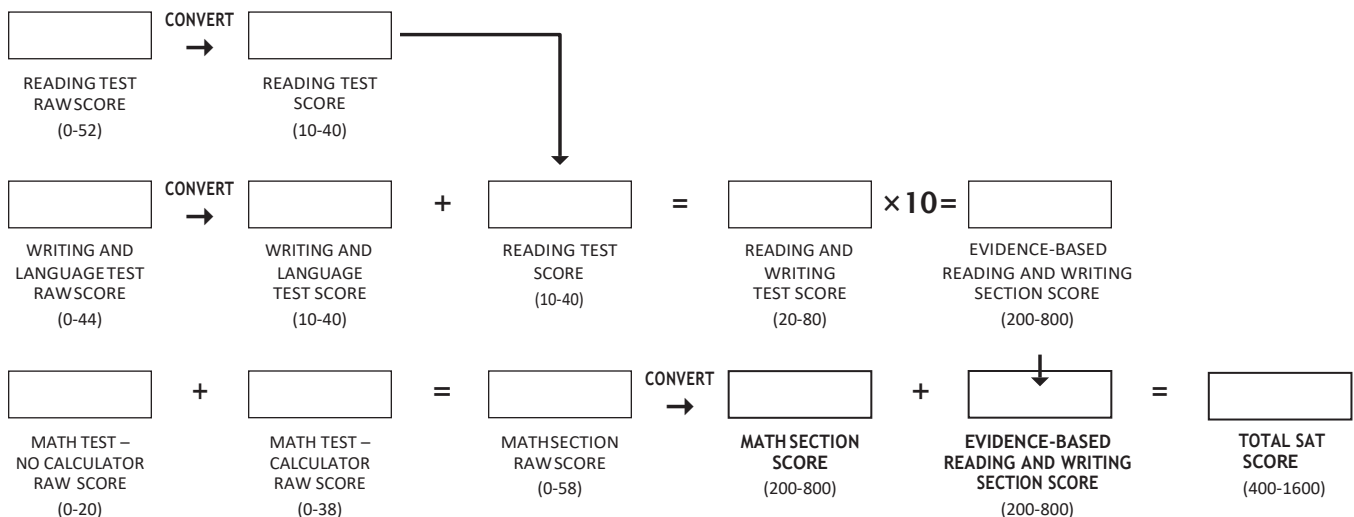 CONVERT
→
READING TEST
RAW SCORE
(0-52)
READING TEST
SCORE
(10-40)
CONVERT
→
+
=
×10=
WRITING AND
LANGUAGE TEST
RAW SCORE
(0-44)
WRITING AND
LANGUAGE
TEST SCORE
(10-40)
READING TEST
SCORE
(10-40)
READING AND
WRITING
TEST SCORE
(20-80)
EVIDENCE-BASED
READING AND WRITING
SECTION SCORE
(200-800)
+
=
CONVERT
→
+
=
MATH TEST –
NO CALCULATOR
RAW SCORE
(0-20)
MATH TEST –
CALCULATOR
RAW SCORE
(0-38)
MATH SECTION
RAW SCORE
(0-58)
MATH SECTION
SCORE
(200-800)
EVIDENCE-BASED
READING AND WRITING
SECTION SCORE
(200-800)
TOTAL SAT
SCORE
(400-1600)